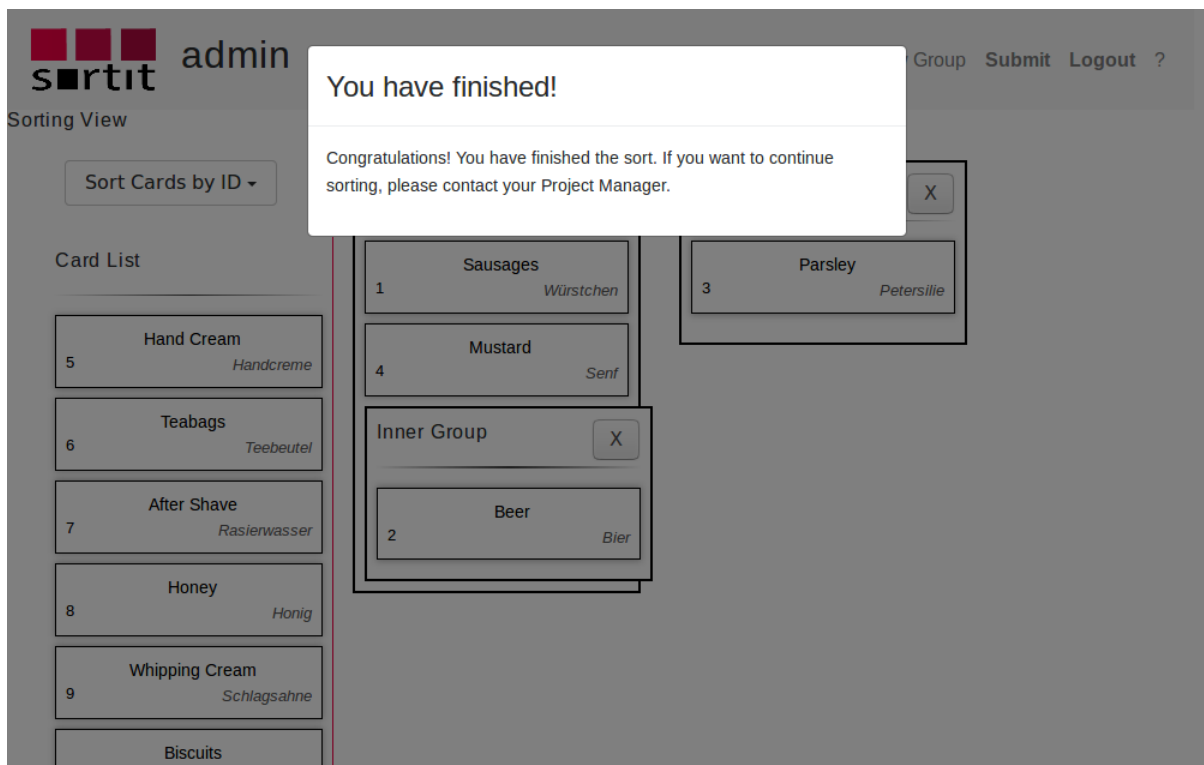 sortit
admin
Group Submit Logout ?
You have finished!
Congratulations! You have finished the sort. If you want to continue
sorting, please contact your Project Manager.
Sorting View
Sort Cards by ID
Card List
Hand Cream
5 Handcreme
Teabags
6 Teebeutel
After Shave
7 Rasierwasser
Honey
8 Honig
Whipping Cream
9 Schlagsahne
Biscuits
Sausages
1 Würstchen
Mustard
4 Senf
Inner Group X
Beer
2 Bier
X
Parsley
3 Petersilie